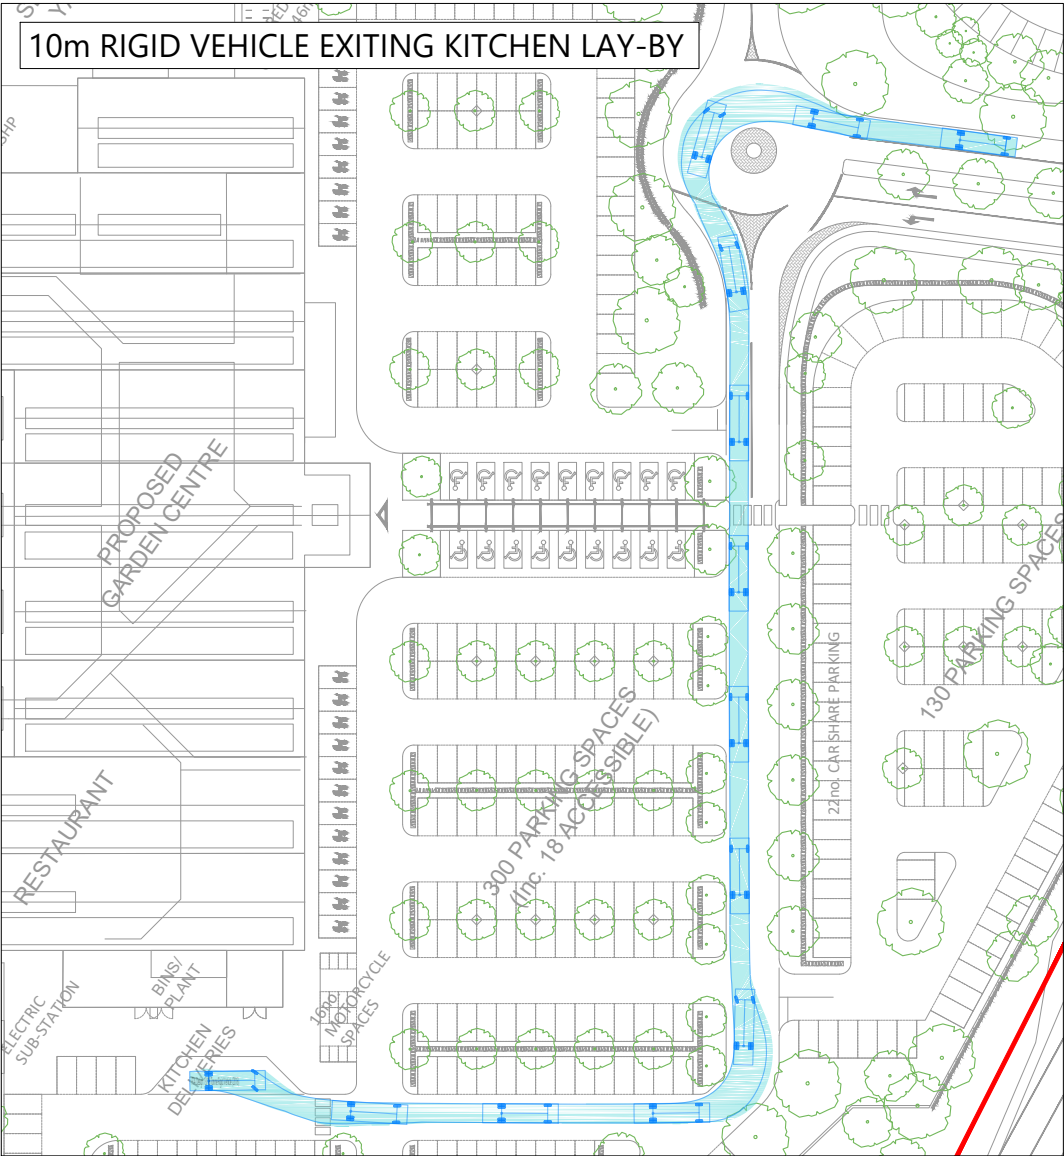 10m RIGID VEHICLE EXITING KITCHEN LAY-BY
PROPOSED
GARDEN CENTRE
RESTAURANT
300 PARKING SPACES
(Inc. 18 ACCESSIBLE)
22no. CAR SHARE PARKING
130 PARKING SPACES
ELECTRIC
SUB-STATION
BINS/
PLANT
KITCHEN
DELIVERIES
16no.
MOTORCYCLE
SPACES